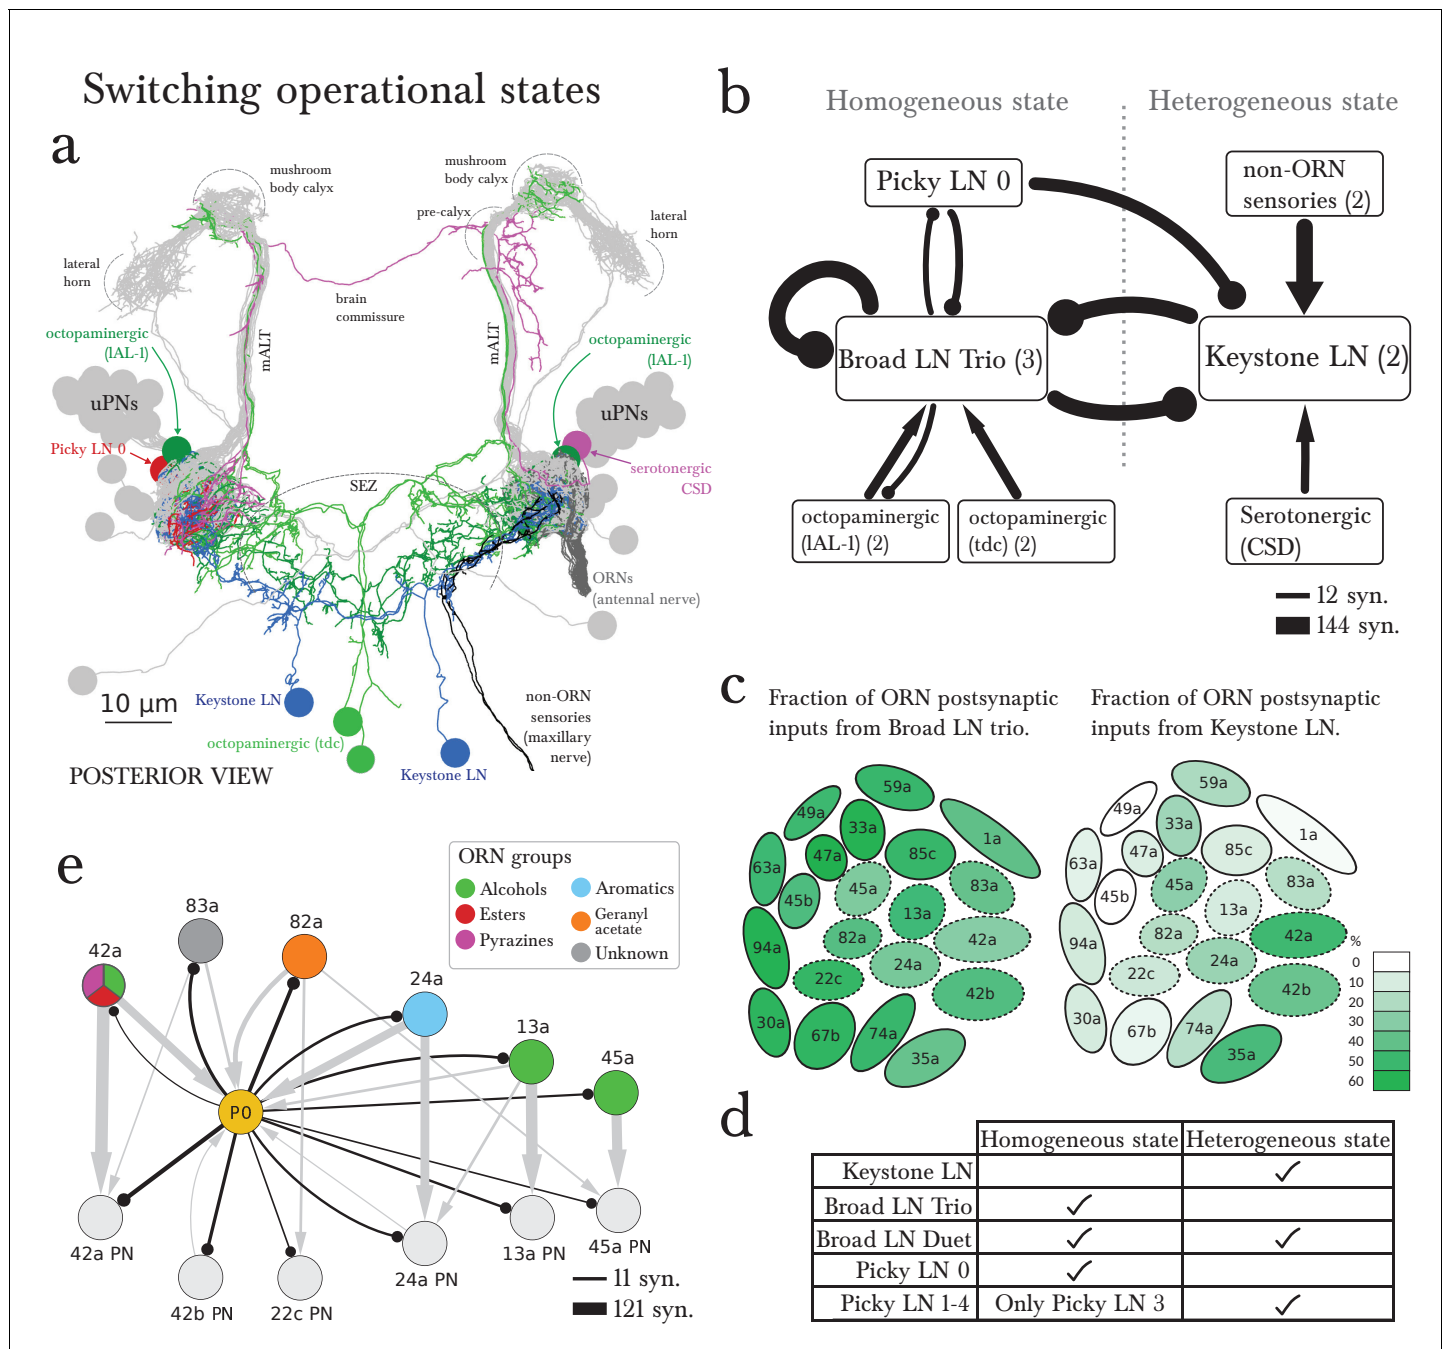 Switching operational states
a
mushroom
body calyx
mushroom
body calyx
pre-calyx
lateral
horn
lateral
horn
brain
commissure
mALT
mALT
octopaminergic
(lAL-1)
octopaminergic
(lAL-1)
uPNs
uPNs
Picky LN 0
serotonergic
CSD
SEZ
ORNs
(antennal nerve)
Keystone LN
octopaminergic (tdc)
Keystone LN
non-ORN
sensories
(maxillary
nerve)
10 µm
POSTERIOR VIEW
b
Homogeneous state
Heterogeneous state
Picky LN 0
non-ORN
sensories (2)
Broad LN Trio (3)
Keystone LN (2)
octopaminergic
(lAL-1) (2)
octopaminergic
(tdc) (2)
Serotonergic
(CSD)
12 syn.
144 syn.
c
Fraction of ORN postsynaptic
inputs from Broad LN trio.
59a
49a
33a
1a
47a
85c
63a
45a
83a
45b
13a
94a
82a
42a
24a
22c
42b
30a
67b
74a
35a
Fraction of ORN postsynaptic
inputs from Keystone LN.
59a
49a
33a
1a
47a
85c
63a
45a
83a
45b
13a
94a
82a
42a
24a
22c
42b
30a
67b
74a
35a
%
0
10
20
30
40
50
60
d
Homogeneous state
Heterogeneous state
Keystone LN
✓
Broad LN Trio
✓
Broad LN Duet
✓
✓
Picky LN 0
✓
Picky LN 1-4
Only Picky LN 3
✓
e
ORN groups
Alcohols
Esters
Pyrazines
Aromatics
Geranyl
acetate
Unknown
83a
82a
42a
24a
13a
45a
P0
42a PN
42b PN
22c PN
24a PN
13a PN
45a PN
11 syn.
121 syn.